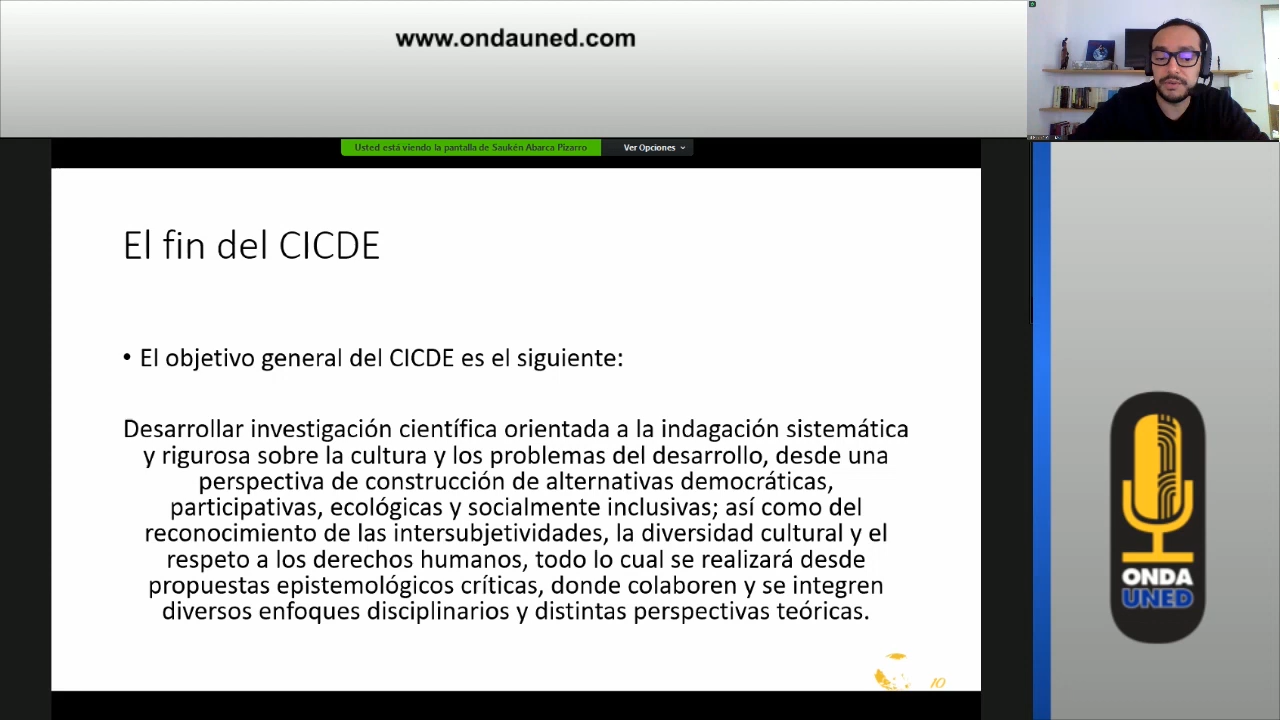 www.ondauned.com
Usted está viendo la pantalla de Saukén Abarca Pizarro
Ver Opciones
El fin del CICDE
• El objetivo general del CICDE es el siguiente:
Desarrollar investigación científica orientada a la indagación sistemática
y rigurosa sobre la cultura y los problemas del desarrollo, desde una
perspectiva de construcción de alternativas democráticas,
participativas, ecológicas y socialmente inclusivas; así como del
reconocimiento de las intersubjetividades, la diversidad cultural y el
respeto a los derechos humanos, todo lo cual se realizará desde
propuestas epistemológicos críticas, donde colaboren y se integren
diversos enfoques disciplinarios y distintas perspectivas teóricas.
10
ONDA
UNED